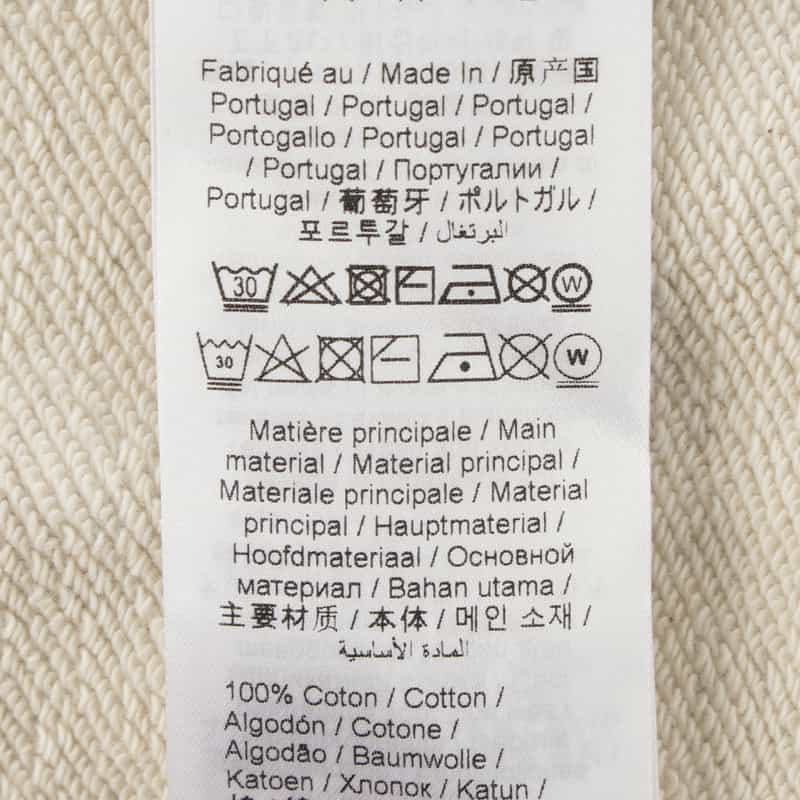 Fabriqué au / Made In / 原产国
Portugal / Portugal / Portugal /
Portogallo / Portugal / Portugal
/ Portugal / Португалии /
Portugal / 葡萄牙 / ポルトガル /
포르투갈 / البرتغال
30 W
30 W
Matière principale / Main
material / Material principal /
Materiale principale / Material
principal / Hauptmaterial /
Hoofdmateriaal / Основной
материал / Bahan utama /
主要材质 / 本体 / 메인 소재 /
المادة الأساسية
100% Coton / Cotton /
Algodón / Cotone /
Algodão / Baumwolle /
Katoen / Хлопок / Katun /